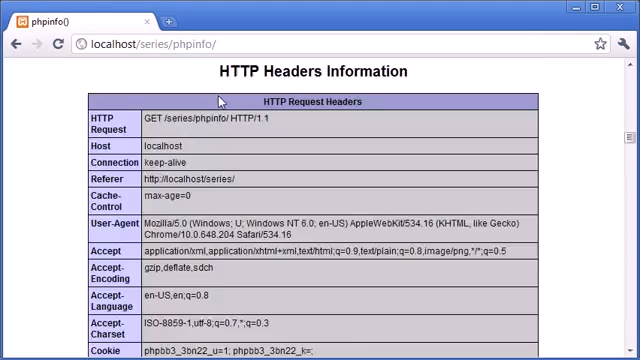 phpinfo()
localhost/series/phpinfo/
HTTP Headers Information
HTTP Request Headers
HTTP Request GET /series/phpinfo/ HTTP/1.1
Host localhost
Connection keep-alive
Referer http://localhost/series/
Cache-Control max-age=0
User-Agent Mozilla/5.0 (Windows; U; Windows NT 6.0; en-US) AppleWebKit/534.16 (KHTML, like Gecko)
Chrome/10.0.648.204 Safari/534.16
Accept application/xml,application/xhtml+xml,text/html;q=0.9,text/plain;q=0.8,image/png,*/*;q=0.5
Accept-Encoding gzip,deflate,sdch
Accept-Language en-US,en;q=0.8
Accept-Charset ISO-8859-1,utf-8;q=0.7,*;q=0.3
Cookie phpbb3_3bn22_u=1; phpbb3_3bn22_k=;